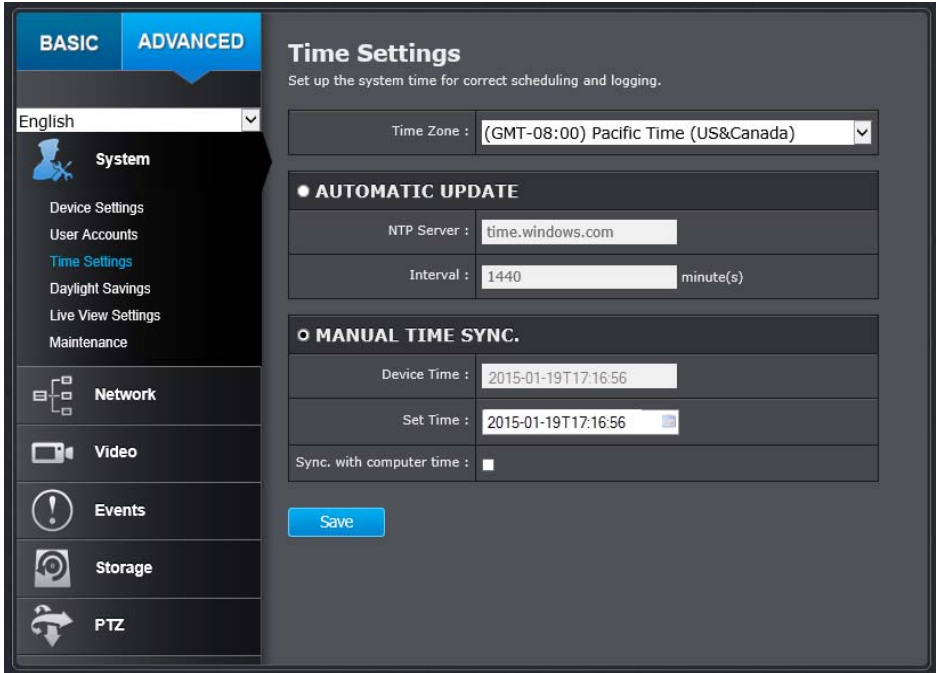 BASIC
ADVANCED
English
System
Device Settings
User Accounts
Time Settings
Daylight Savings
Live View Settings
Maintenance
Network
Video
Events
Storage
PTZ
Time Settings
Set up the system time for correct scheduling and logging.
Time Zone : (GMT-08:00) Pacific Time (US&Canada)
AUTOMATIC UPDATE
NTP Server : time.windows.com
Interval : 1440 minute(s)
MANUAL TIME SYNC.
Device Time : 2015-01-19T17:16:56
Set Time : 2015-01-19T17:16:56
Sync. with computer time :
Save